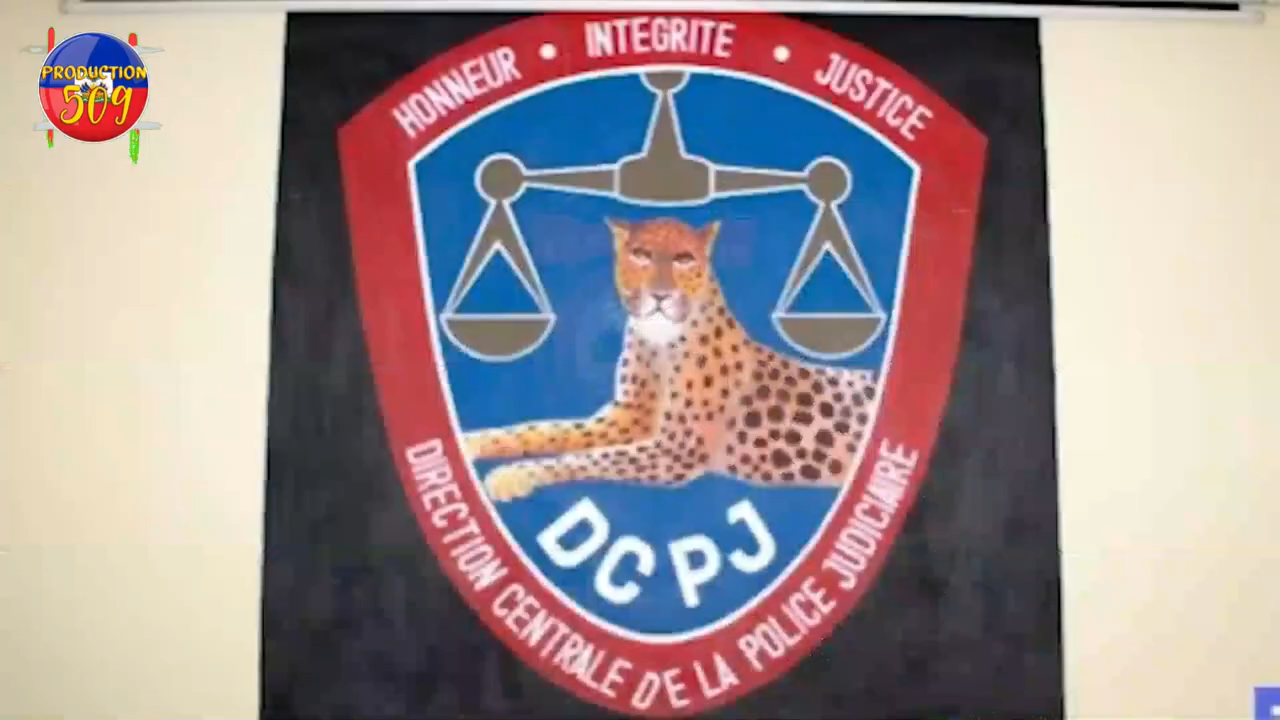 PRODUCTION
509
HONNEUR • INTEGRITE • JUSTICE
DCPJ
DIRECTION CENTRALE DE LA POLICE JUDICIAIRE